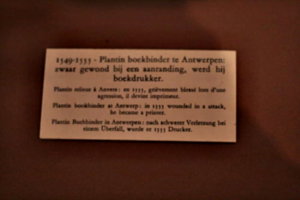 1549-1555 - Plantin boekbinder te Antwerpen:
zwaar gewond bij een aanranding, werd hij
boekdrukker.
Plantin relieur à Anvers: en 1555, grièvement blessé lors d'une
agression, il devint imprimeur.
Plantin bookbinder at Antwerp: in 1555 wounded in a attack,
he became a printer.
Plantin Buchbinder in Antwerpen: nach schwerer Verletzung bei
einem Überfall, wurde er 1555 Drucker.